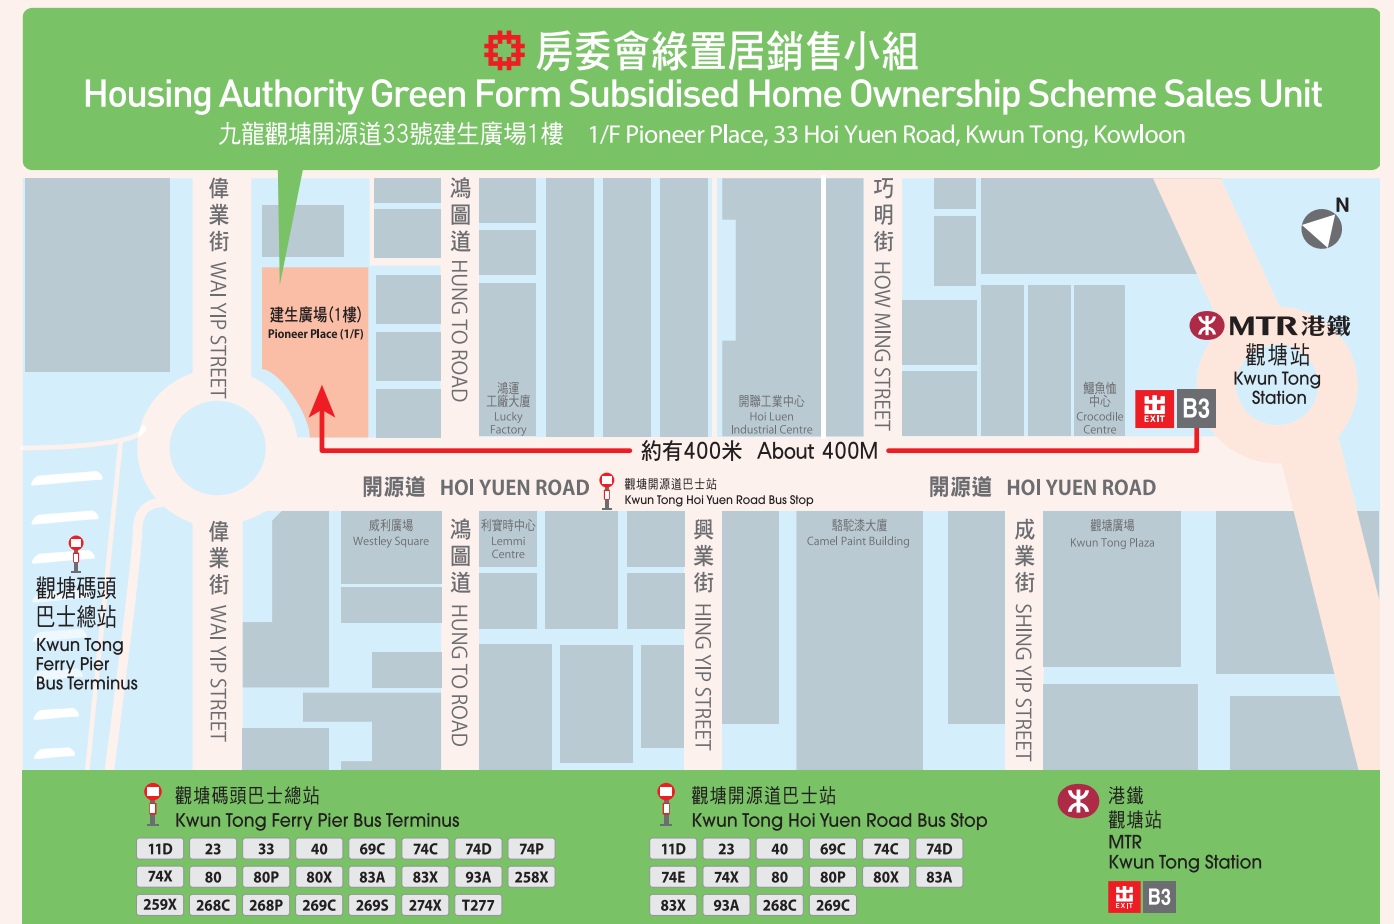 房委會綠置居銷售小組
Housing Authority Green Form Subsidised Home Ownership Scheme Sales Unit
九龍觀塘開源道33號建生廣場1樓 1/F Pioneer Place, 33 Hoi Yuen Road, Kwun Tong, Kowloon
偉業街 WAI YIP STREET
鴻圖道 HUNG TO ROAD
巧明街 HOW MING STREET
N
建生廣場(1樓)
Pioneer Place (1/F)
MTR 港鐵
觀塘站
Kwun Tong
Station
鴻運
工廠大廈
Lucky
Factory
開聯工業中心
Hoi Luen
Industrial Centre
鱷魚恤
中心
Crocodile
Centre
出
EXIT
B3
約有400米 About 400M
開源道 HOI YUEN ROAD
觀塘開源道巴士站
Kwun Tong Hoi Yuen Road Bus Stop
開源道 HOI YUEN ROAD
觀塘碼頭
巴士總站
Kwun Tong
Ferry Pier
Bus Terminus
偉業街 WAI YIP STREET
威利廣場
Westley Square
鴻圖道 HUNG TO ROAD
利寶時中心
Lemmi
Centre
興業街 HING YIP STREET
駱駝漆大廈
Camel Paint Building
成業街 SHING YIP STREET
觀塘廣場
Kwun Tong Plaza
觀塘碼頭巴士總站
Kwun Tong Ferry Pier Bus Terminus
11D 23 33 40 69C 74C 74D 74P
74X 80 80P 80X 83A 83X 93A 258X
259X 268C 268P 269C 269S 274X T277
觀塘開源道巴士站
Kwun Tong Hoi Yuen Road Bus Stop
11D 23 40 69C 74C 74D
74E 74X 80 80P 80X 83A
83X 93A 268C 269C
港鐵
觀塘站
MTR
Kwun Tong Station
出
EXIT
B3